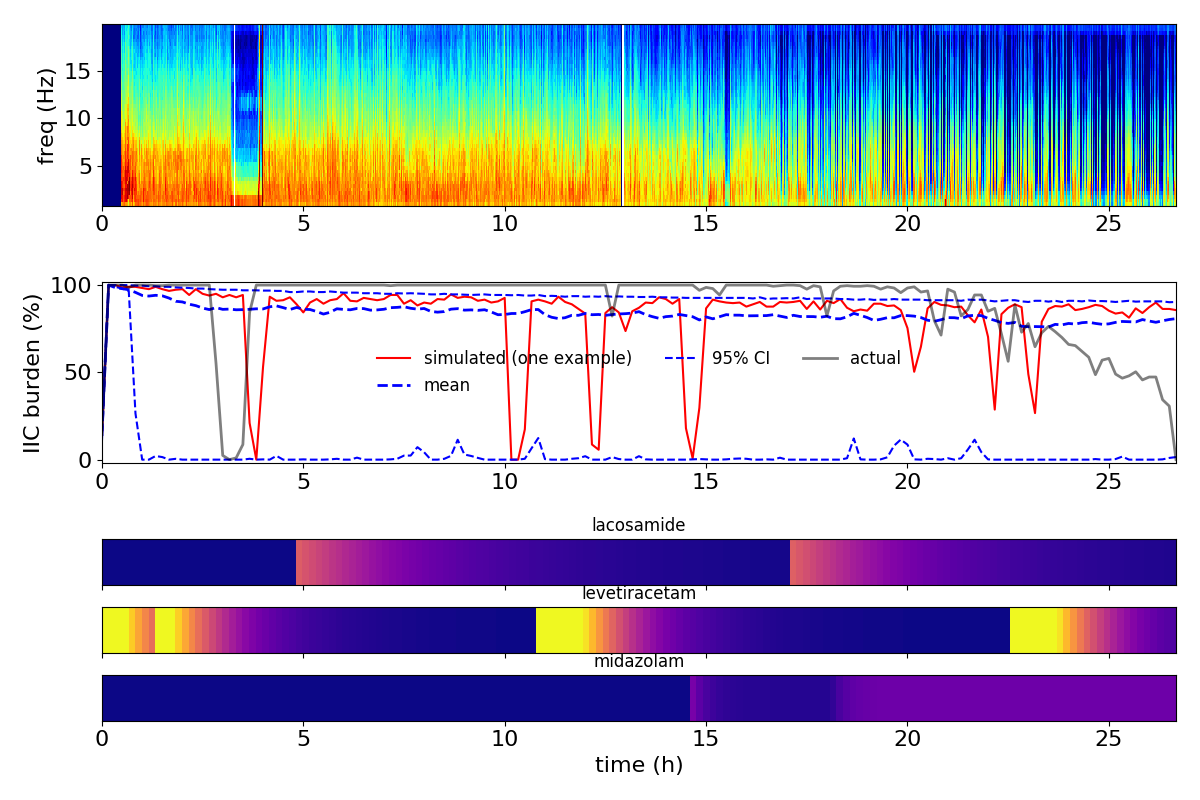 freq (Hz)
15
10
5
0 5 10 15 20 25
IIC burden (%)
100
50
0
simulated (one example) 95% CI actual
mean
0 5 10 15 20 25
lacosamide
levetiracetam
midazolam
0 5 10 15 20 25
time (h)